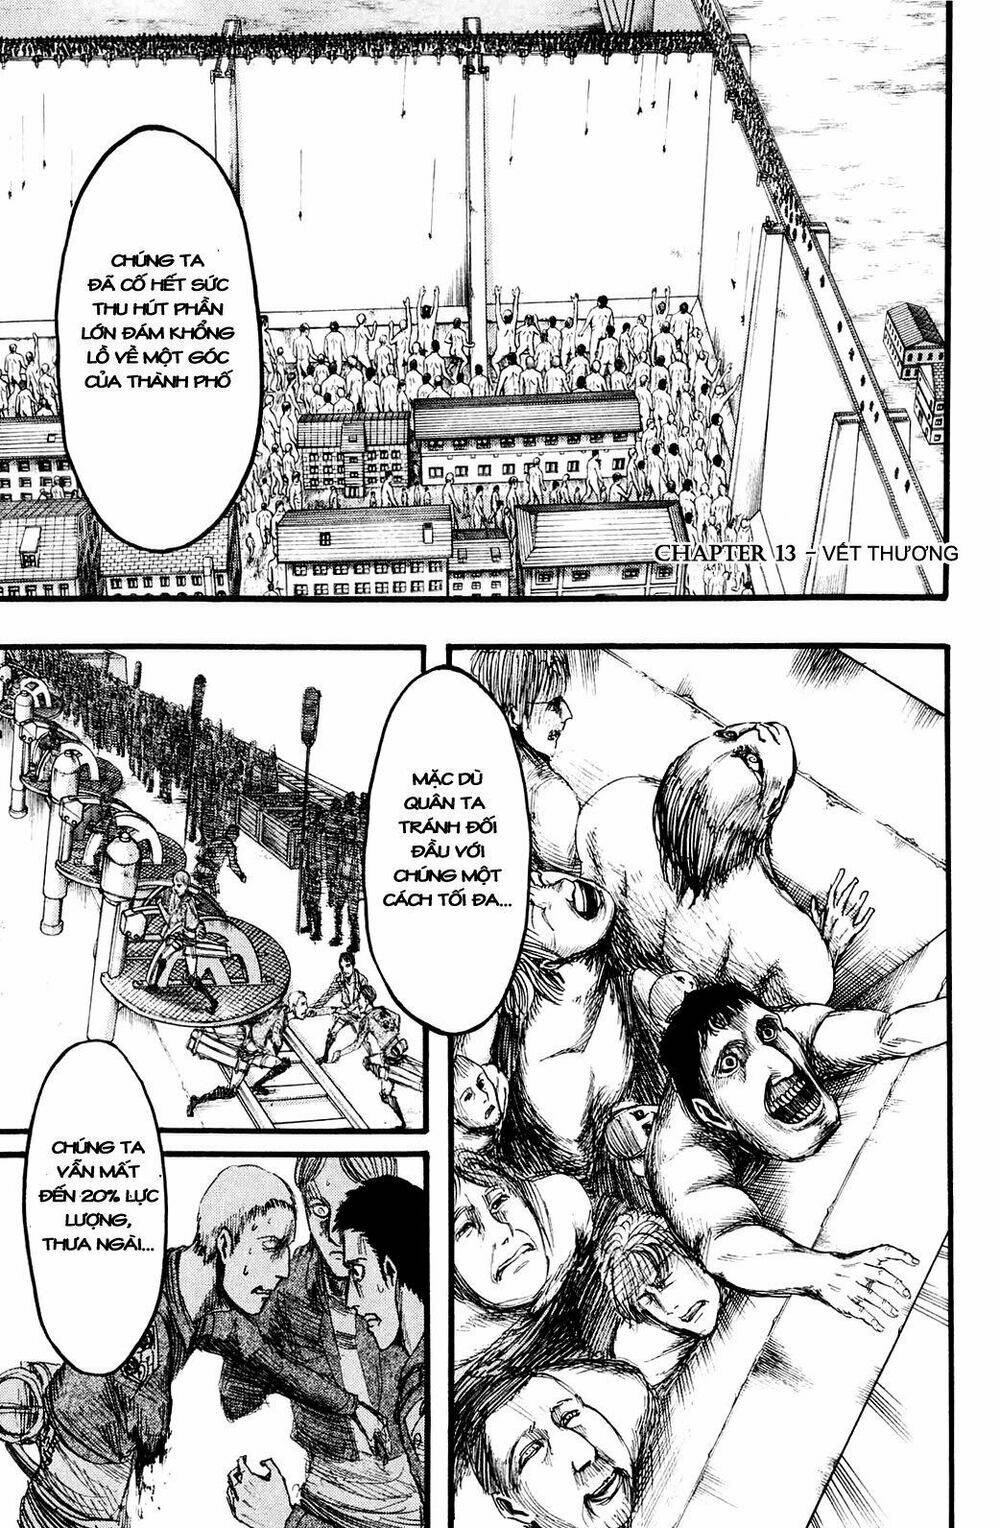 CHÚNG TA
ĐÃ CỐ HẾT SỨC
THU HÚT PHẦN
LỚN ĐÁM KHỔNG
LỒ VỀ MỘT GÓC
CỦA THÀNH PHỐ
CHAPTER 13 - VẾT THƯƠNG
MẶC DÙ
QUÂN TA
TRÁNH ĐỐI
ĐẦU VỚI
CHÚNG MỘT
CÁCH TỐI ĐA...
CHÚNG TA
VẪN MẤT
ĐẾN 20% LỰC
LƯỢNG,
THƯA NGÀI...